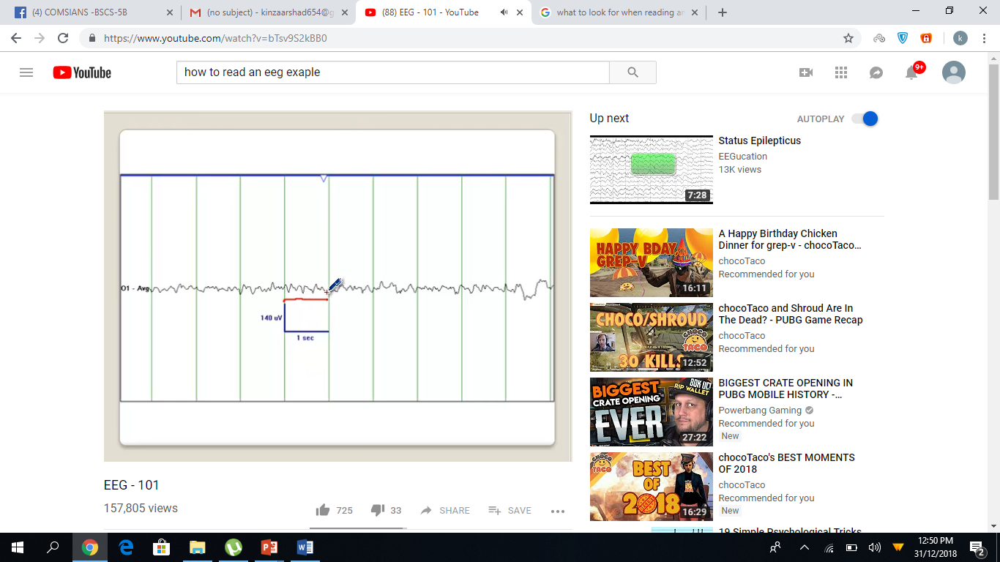 (4) COMSIANS -BSCS-5B
(no subject) - kinzaarshad654@g
(88) EEG - 101 - YouTube
what to look for when reading an
https://www.youtube.com/watch?v=bTsv9S2kBB0
k
YouTube
how to read an eeg exaple
9+
O1 - Avg
140 uV
1 sec
EEG - 101
157,805 views
725
33
SHARE
SAVE
Up next
AUTOPLAY
7:28
Status Epilepticus
EEGucation
13K views
HAPPY BDAY
GREP-V
16:11
A Happy Birthday Chicken
Dinner for grep-v - chocoTaco...
chocoTaco
Recommended for you
CHOCO/SHROUD
CHOCO
TACO
30 KILLS
12:52
chocoTaco and Shroud Are In
The Dead? - PUBG Game Recap
chocoTaco
Recommended for you
BIGGEST
CRATE OPENING IN
EVER
RIP WALLET
27:22
BIGGEST CRATE OPENING IN
PUBG MOBILE HISTORY -...
Powerbang Gaming
Recommended for you
New
CHOCO
TACO
BEST
OF
2018
16:29
chocoTaco's BEST MOMENTS
OF 2018
chocoTaco
Recommended for you
New
19 Simple Psychological Tricks
12:50 PM
31/12/2018
2